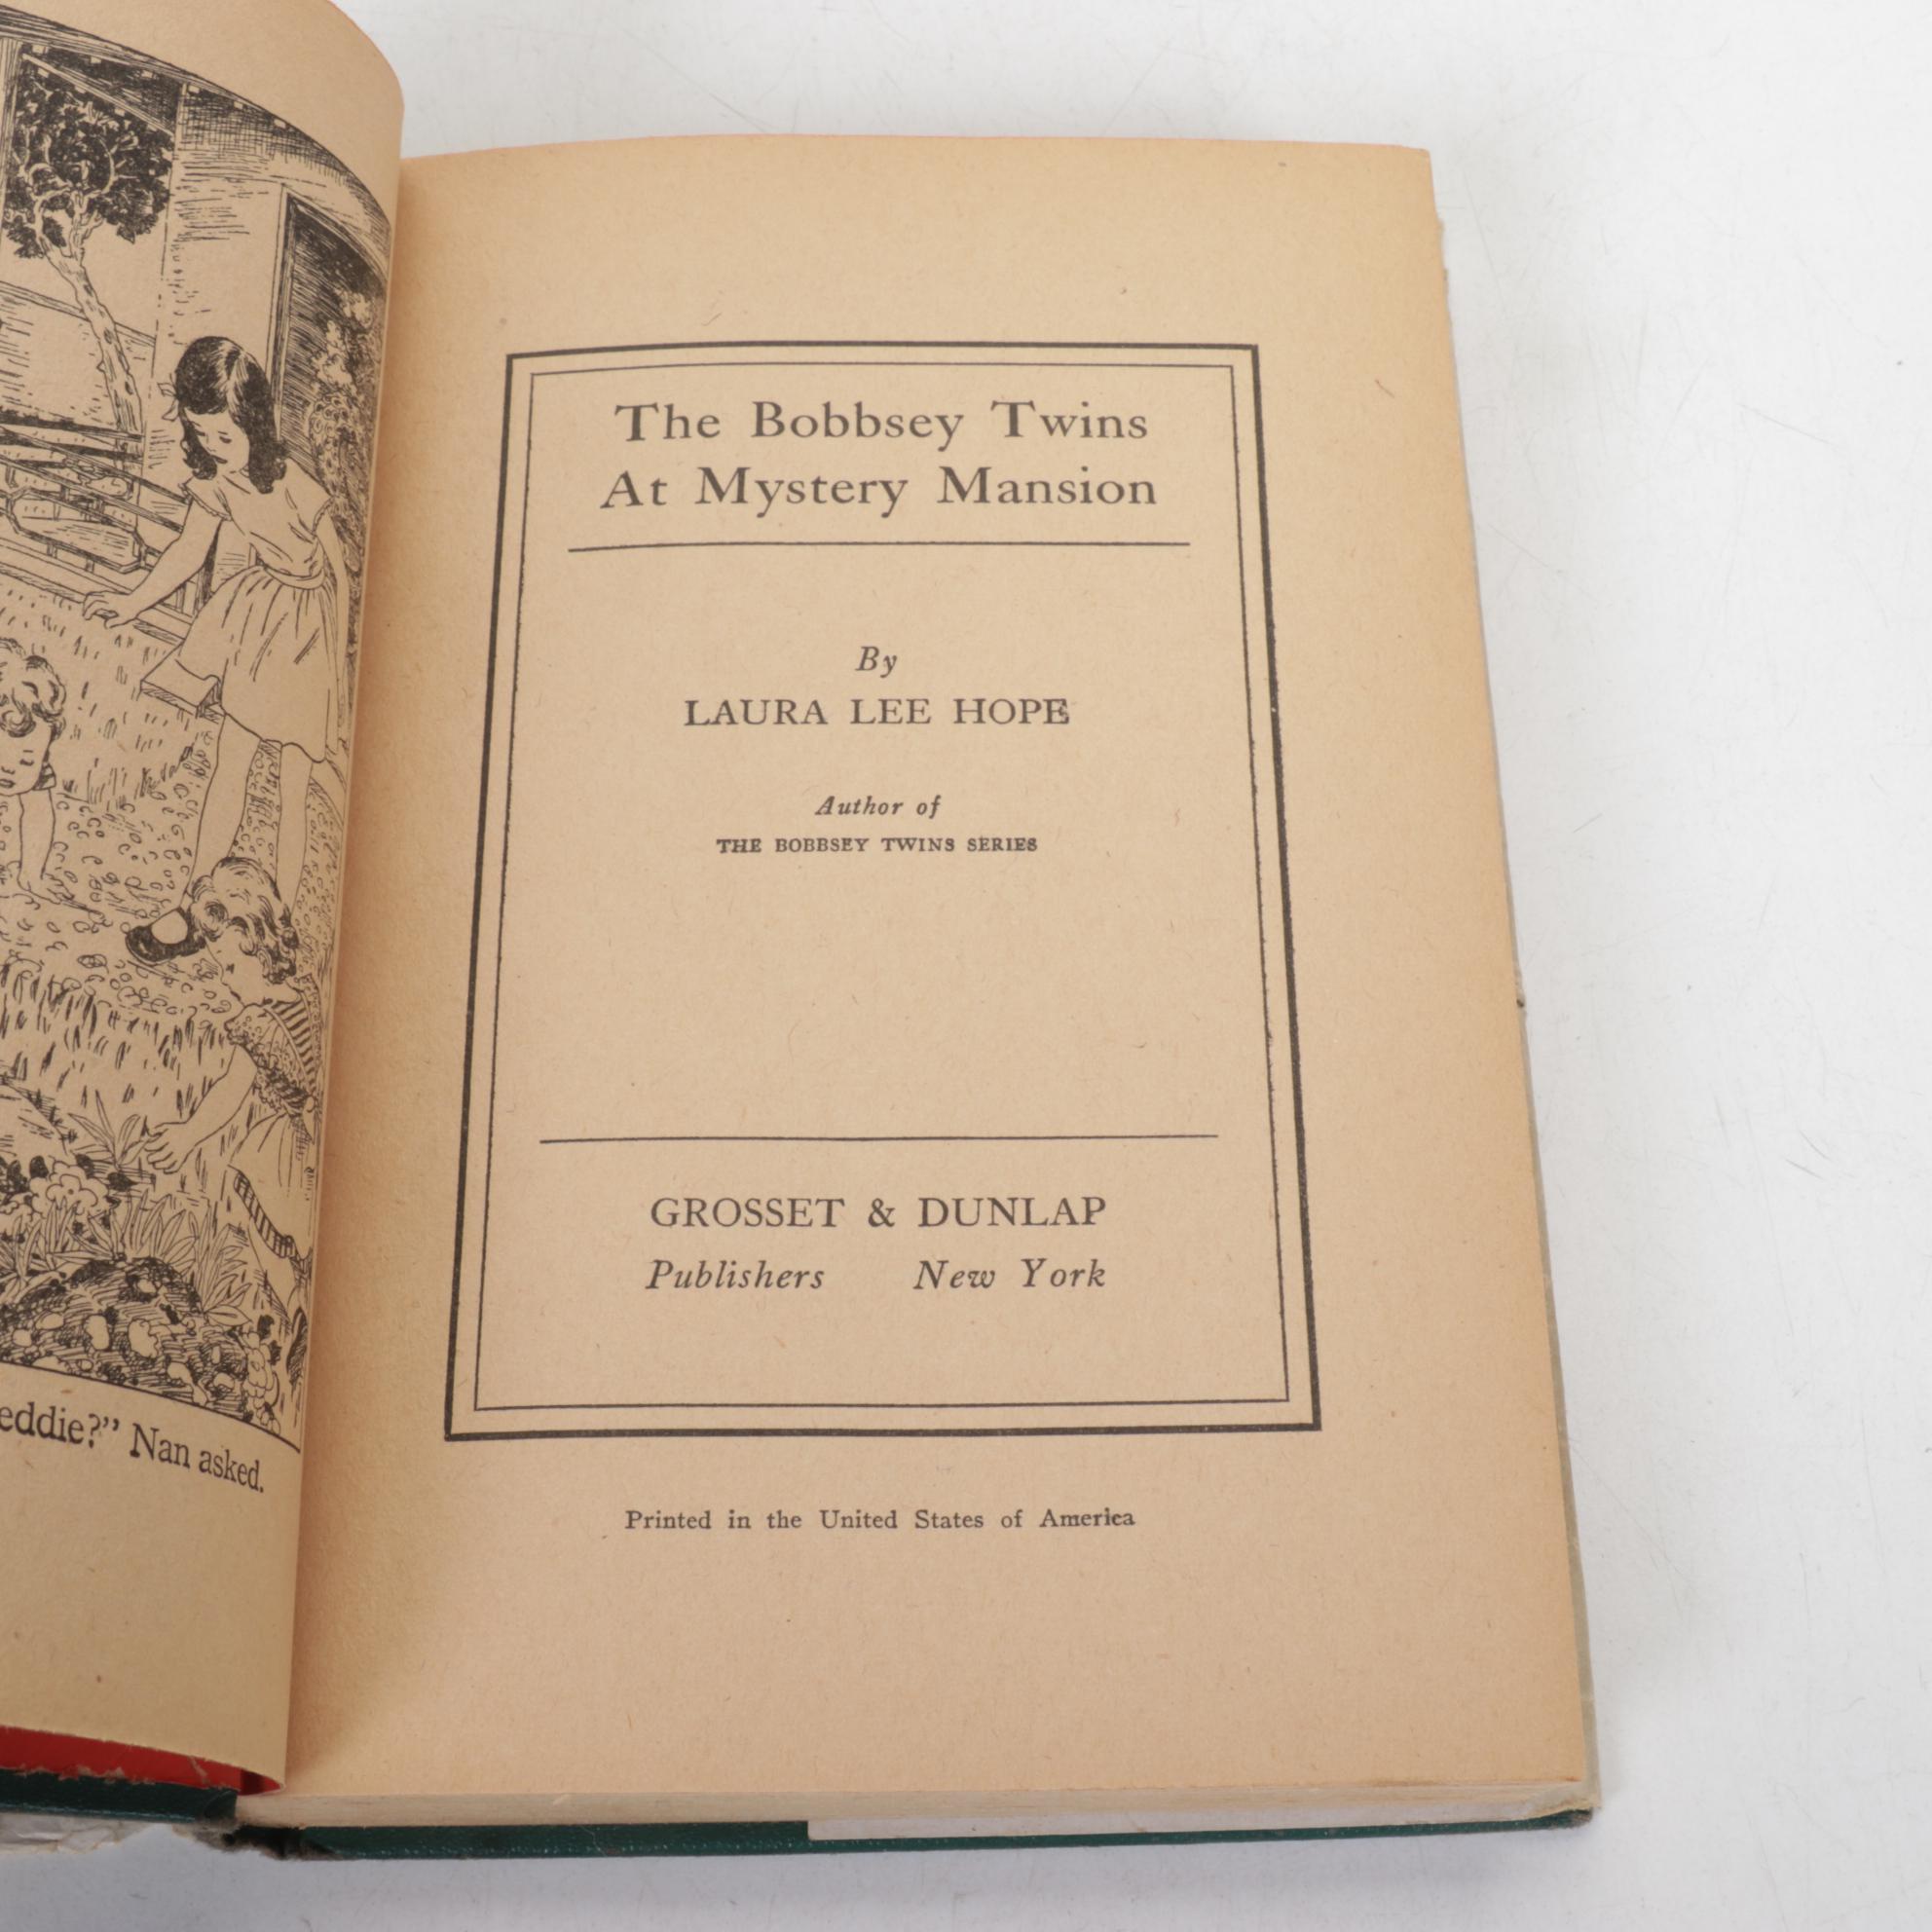 eddie?” Nan asked.
The Bobbsey Twins
At Mystery Mansion
By
LAURA LEE HOPE
Author of
THE BOBBSEY TWINS SERIES
GROSSET & DUNLAP
Publishers New York
Printed in the United States of America